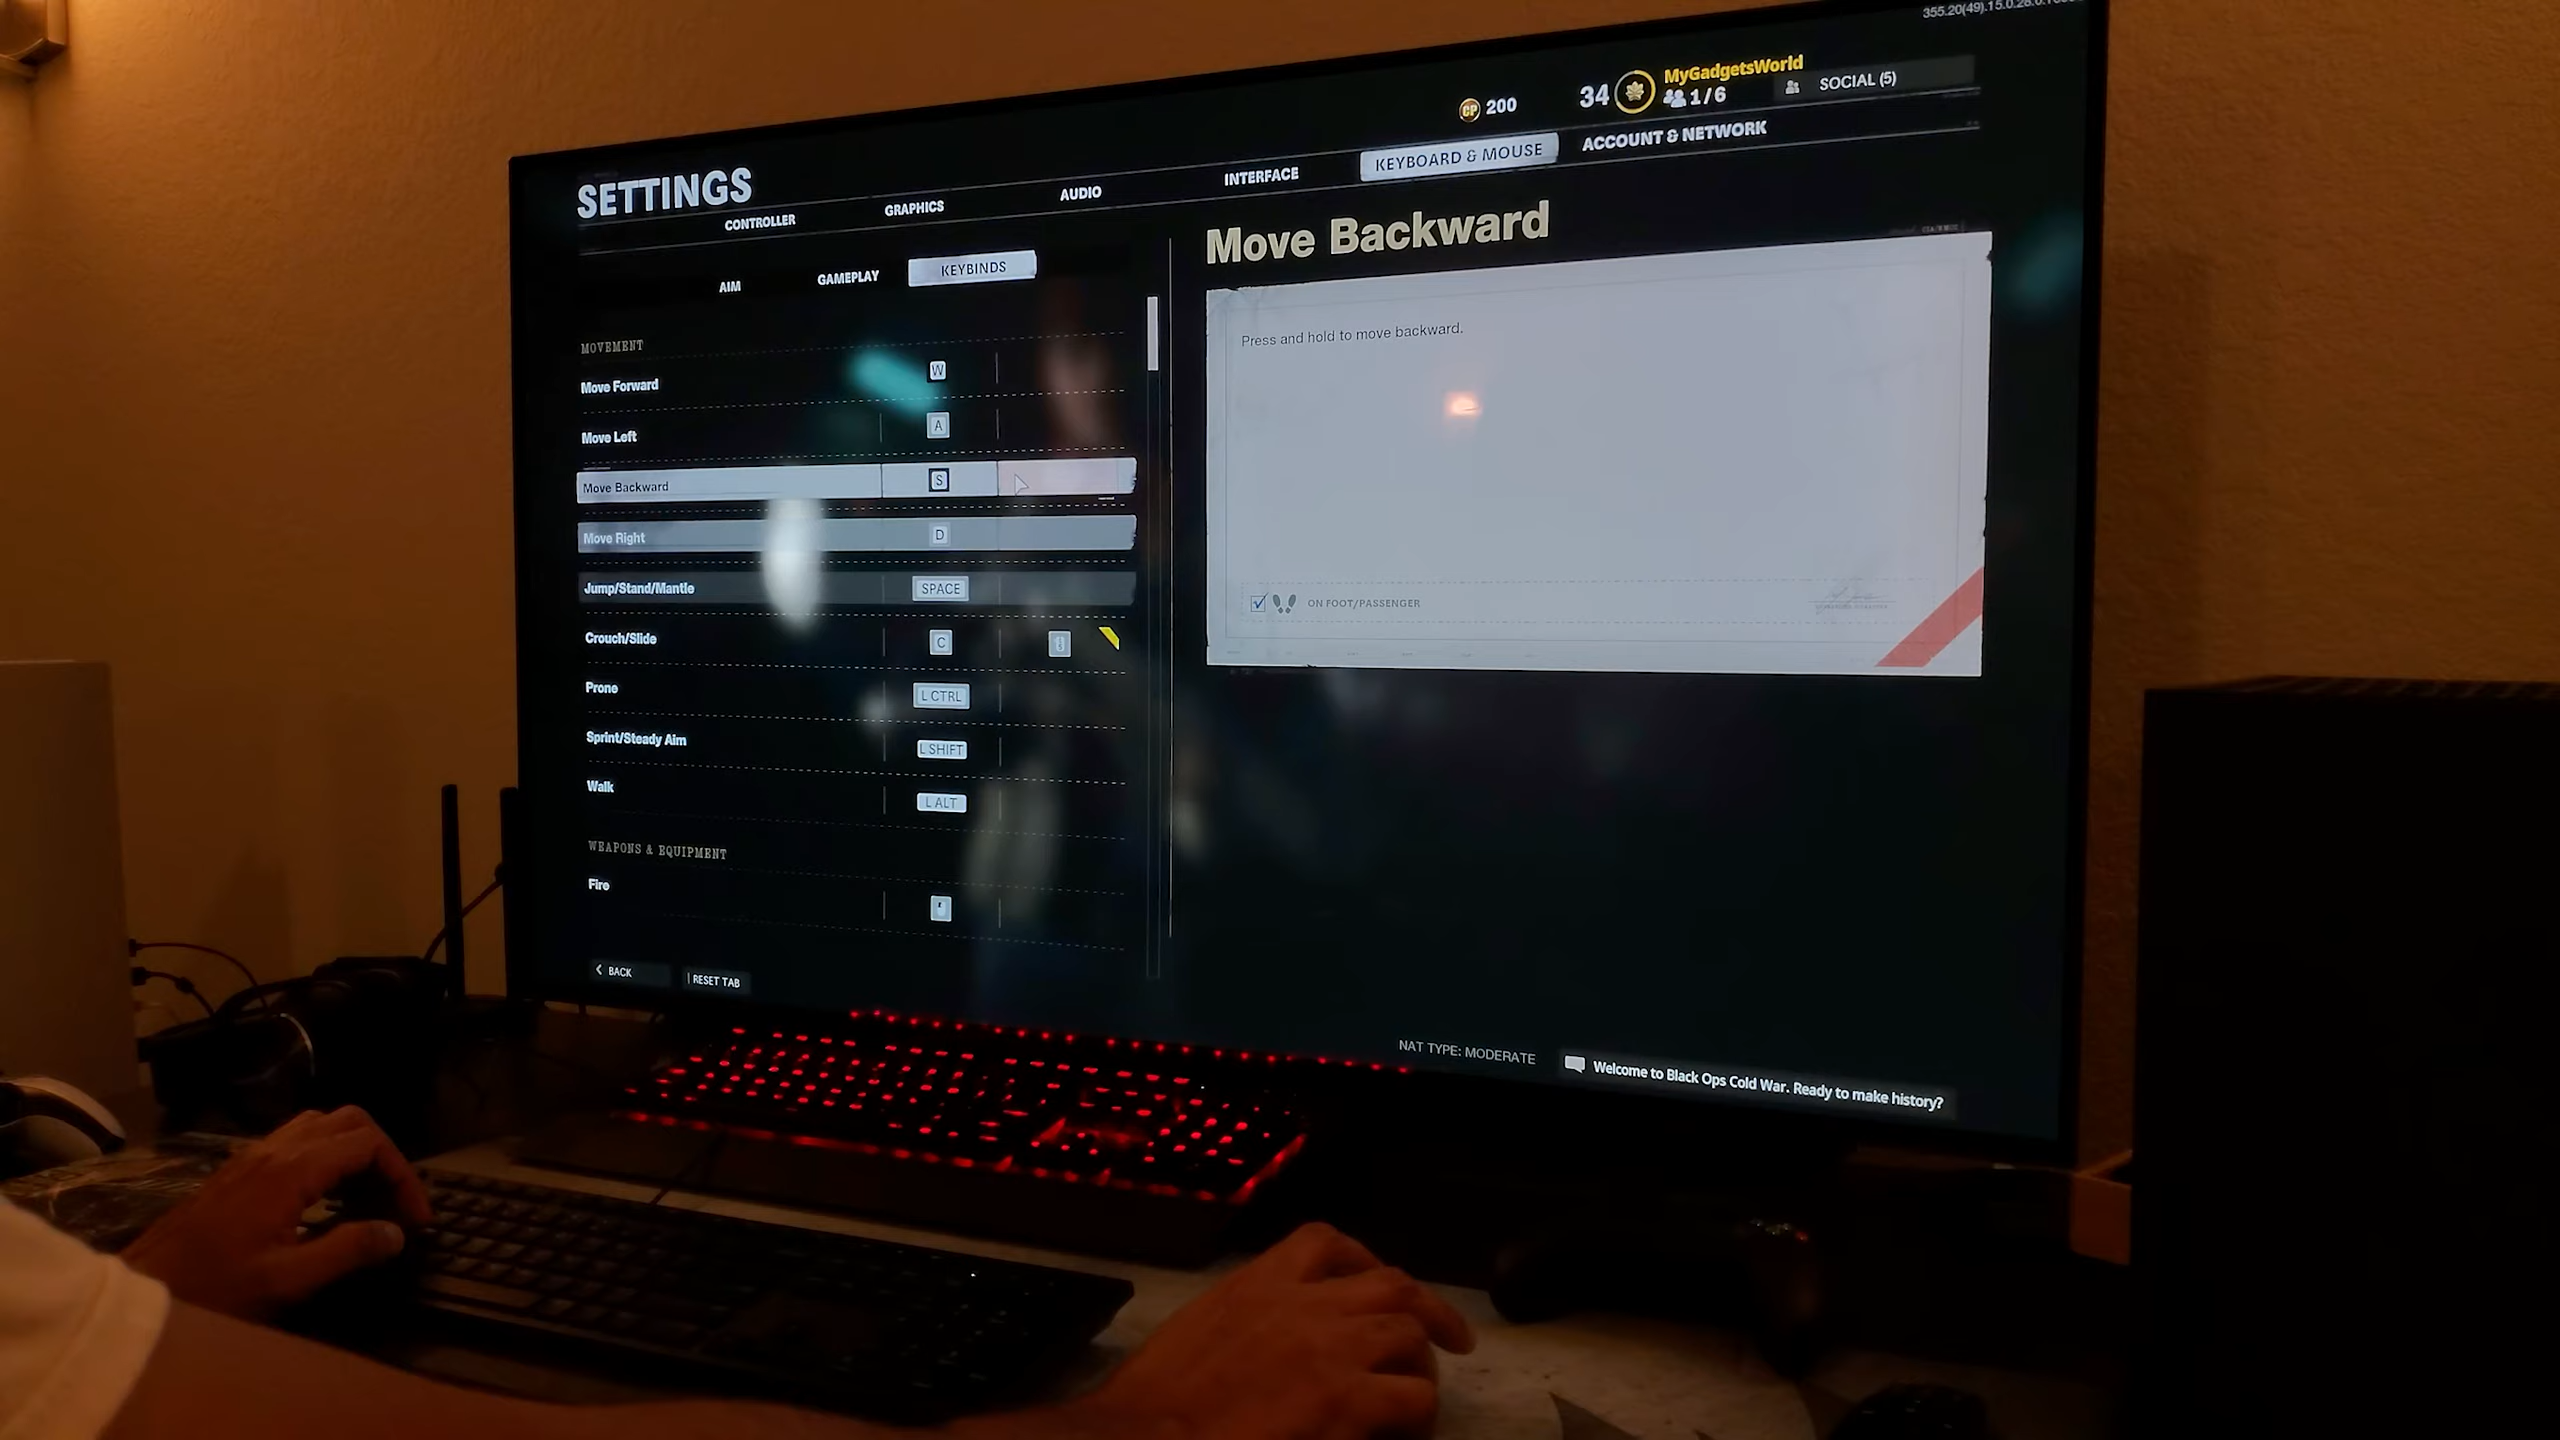 355.20(49).15.0.28.0
CP 200
34
MyGadgetsWorld
1/6
SOCIAL (5)
SETTINGS
CONTROLLER
GRAPHICS
AUDIO
INTERFACE
KEYBOARD & MOUSE
ACCOUNT & NETWORK
AIM
GAMEPLAY
KEYBINDS
MOVEMENT
Move Forward W
Move Left A
Move Backward S
Move Right D
Jump/Stand/Mantle SPACE
Crouch/Slide C
Prone L CTRL
Sprint/Steady Aim L SHIFT
Walk L ALT
WEAPONS & EQUIPMENT
Fire
BACK
RESET TAB
Move Backward
Press and hold to move backward.
ON FOOT/PASSENGER
NAT TYPE: MODERATE
Welcome to Black Ops Cold War. Ready to make history?